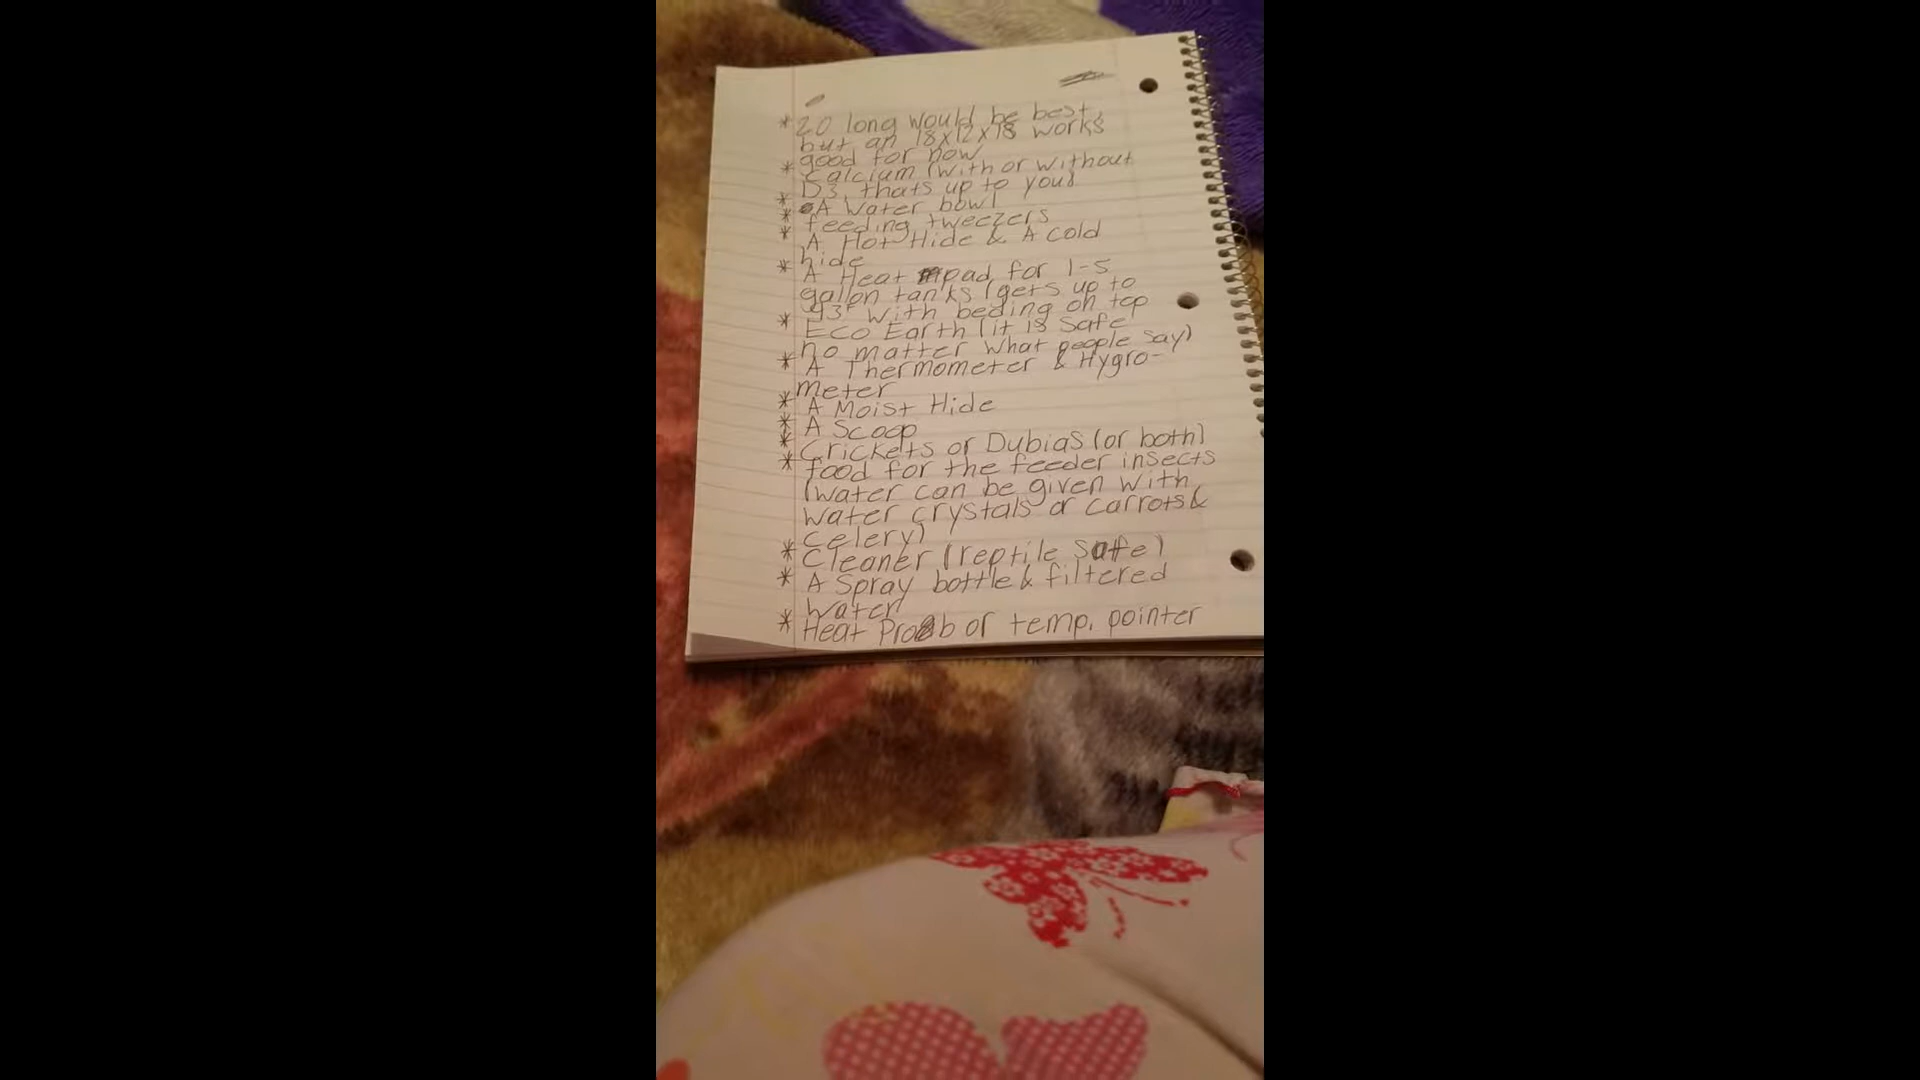 * 20 long would be best,
but an 18x12x18 works
good for now
* Calcium (with or without
D3, thats up to you)
* A Water bowl
* feeding tweezers
* A Hot Hide & A cold
hide
* A Heat pad for 1-5
gallon tanks (gets up to
93° with beding on top
* Eco Earth (it is safe
no matter what people say)
* A Thermometer & Hygro-
meter
* A Moist Hide
* A Scoop
* Crickets or Dubias (or both)
* food for the feeder insects
(water can be given with
water crystals or carrots &
celery)
* Cleaner (reptile Safe)
* A Spray bottle & filtered
water
* Heat Prob or temp. pointer